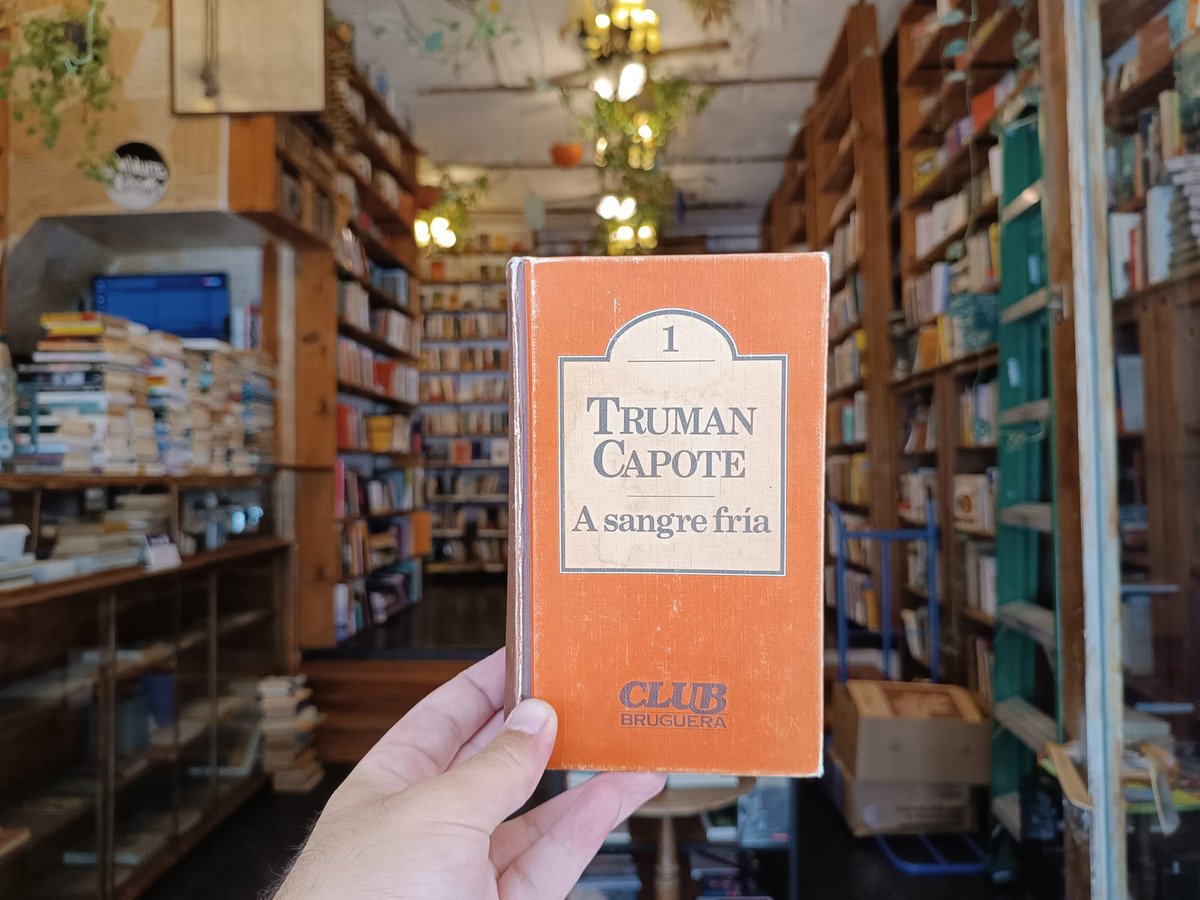 1
TRUMAN
CAPOTE
A sangre fría
CLUB
BRUGUERA